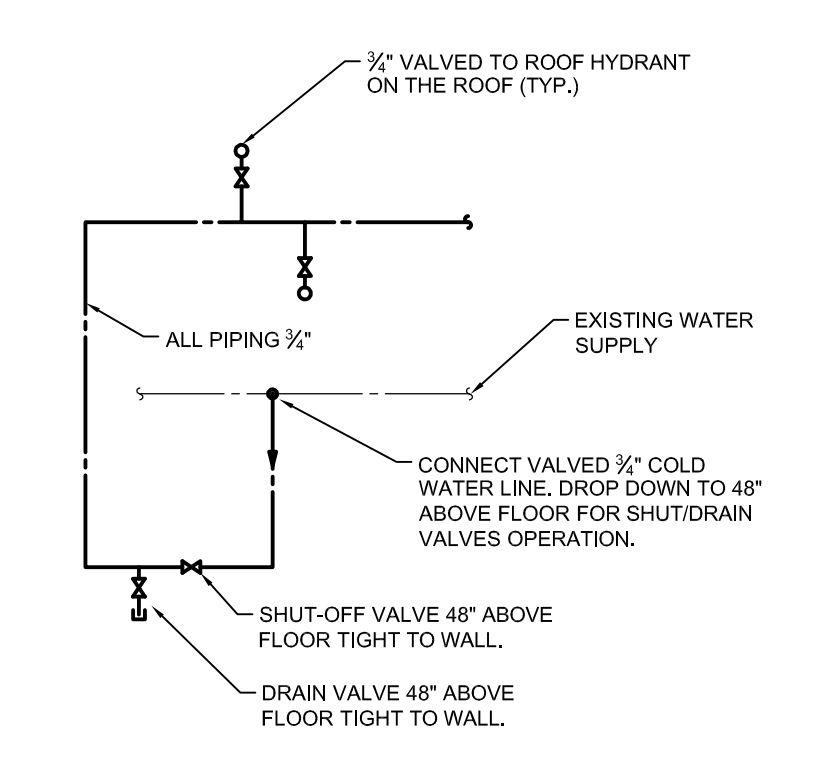 ¾" VALVED TO ROOF HYDRANT
ON THE ROOF (TYP.)
ALL PIPING ¾"
EXISTING WATER
SUPPLY
CONNECT VALVED ¾" COLD
WATER LINE. DROP DOWN TO 48"
ABOVE FLOOR FOR SHUT/DRAIN
VALVES OPERATION.
SHUT-OFF VALVE 48" ABOVE
FLOOR TIGHT TO WALL.
DRAIN VALVE 48" ABOVE
FLOOR TIGHT TO WALL.